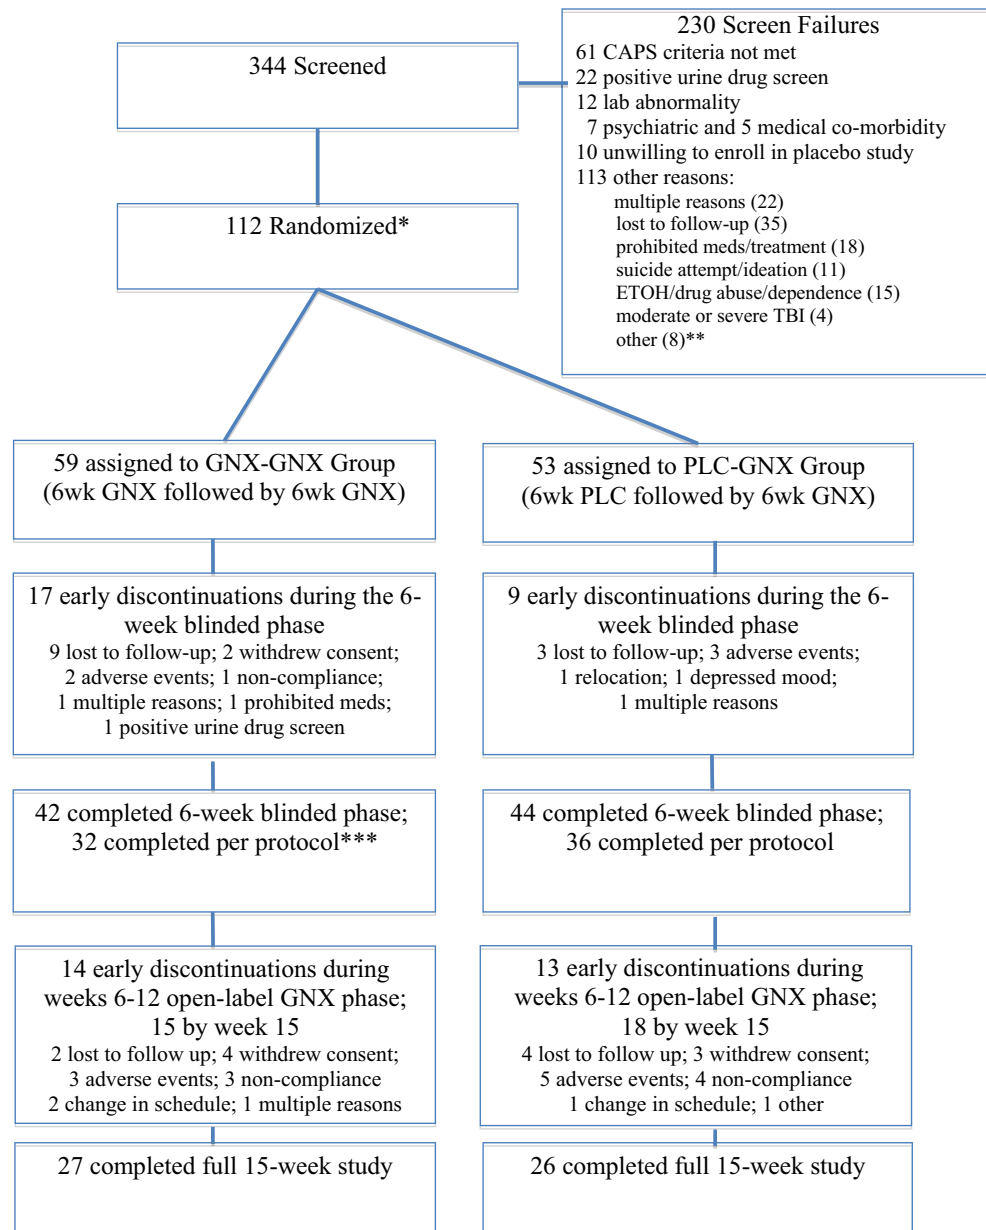 344 Screened
230 Screen Failures
61 CAPS criteria not met
22 positive urine drug screen
12 lab abnormality
7 psychiatric and 5 medical co-morbidity
10 unwilling to enroll in placebo study
113 other reasons:
multiple reasons (22)
lost to follow-up (35)
prohibited meds/treatment (18)
suicide attempt/ideation (11)
ETOH/drug abuse/dependence (15)
moderate or severe TBI (4)
other (8)**
112 Randomized*
59 assigned to GNX-GNX Group
(6wk GNX followed by 6wk GNX)
53 assigned to PLC-GNX Group
(6wk PLC followed by 6wk GNX)
17 early discontinuations during the 6-
week blinded phase
9 lost to follow-up; 2 withdrew consent;
2 adverse events; 1 non-compliance;
1 multiple reasons; 1 prohibited meds;
1 positive urine drug screen
9 early discontinuations during the 6-
week blinded phase
3 lost to follow-up; 3 adverse events;
1 relocation; 1 depressed mood;
1 multiple reasons
42 completed 6-week blinded phase;
32 completed per protocol***
44 completed 6-week blinded phase;
36 completed per protocol
14 early discontinuations during
weeks 6-12 open-label GNX phase;
15 by week 15
2 lost to follow up; 4 withdrew consent;
3 adverse events; 3 non-compliance
2 change in schedule; 1 multiple reasons
13 early discontinuations during
weeks 6-12 open-label GNX phase;
18 by week 15
4 lost to follow up; 3 withdrew consent;
5 adverse events; 4 non-compliance
1 change in schedule; 1 other
27 completed full 15-week study
26 completed full 15-week study